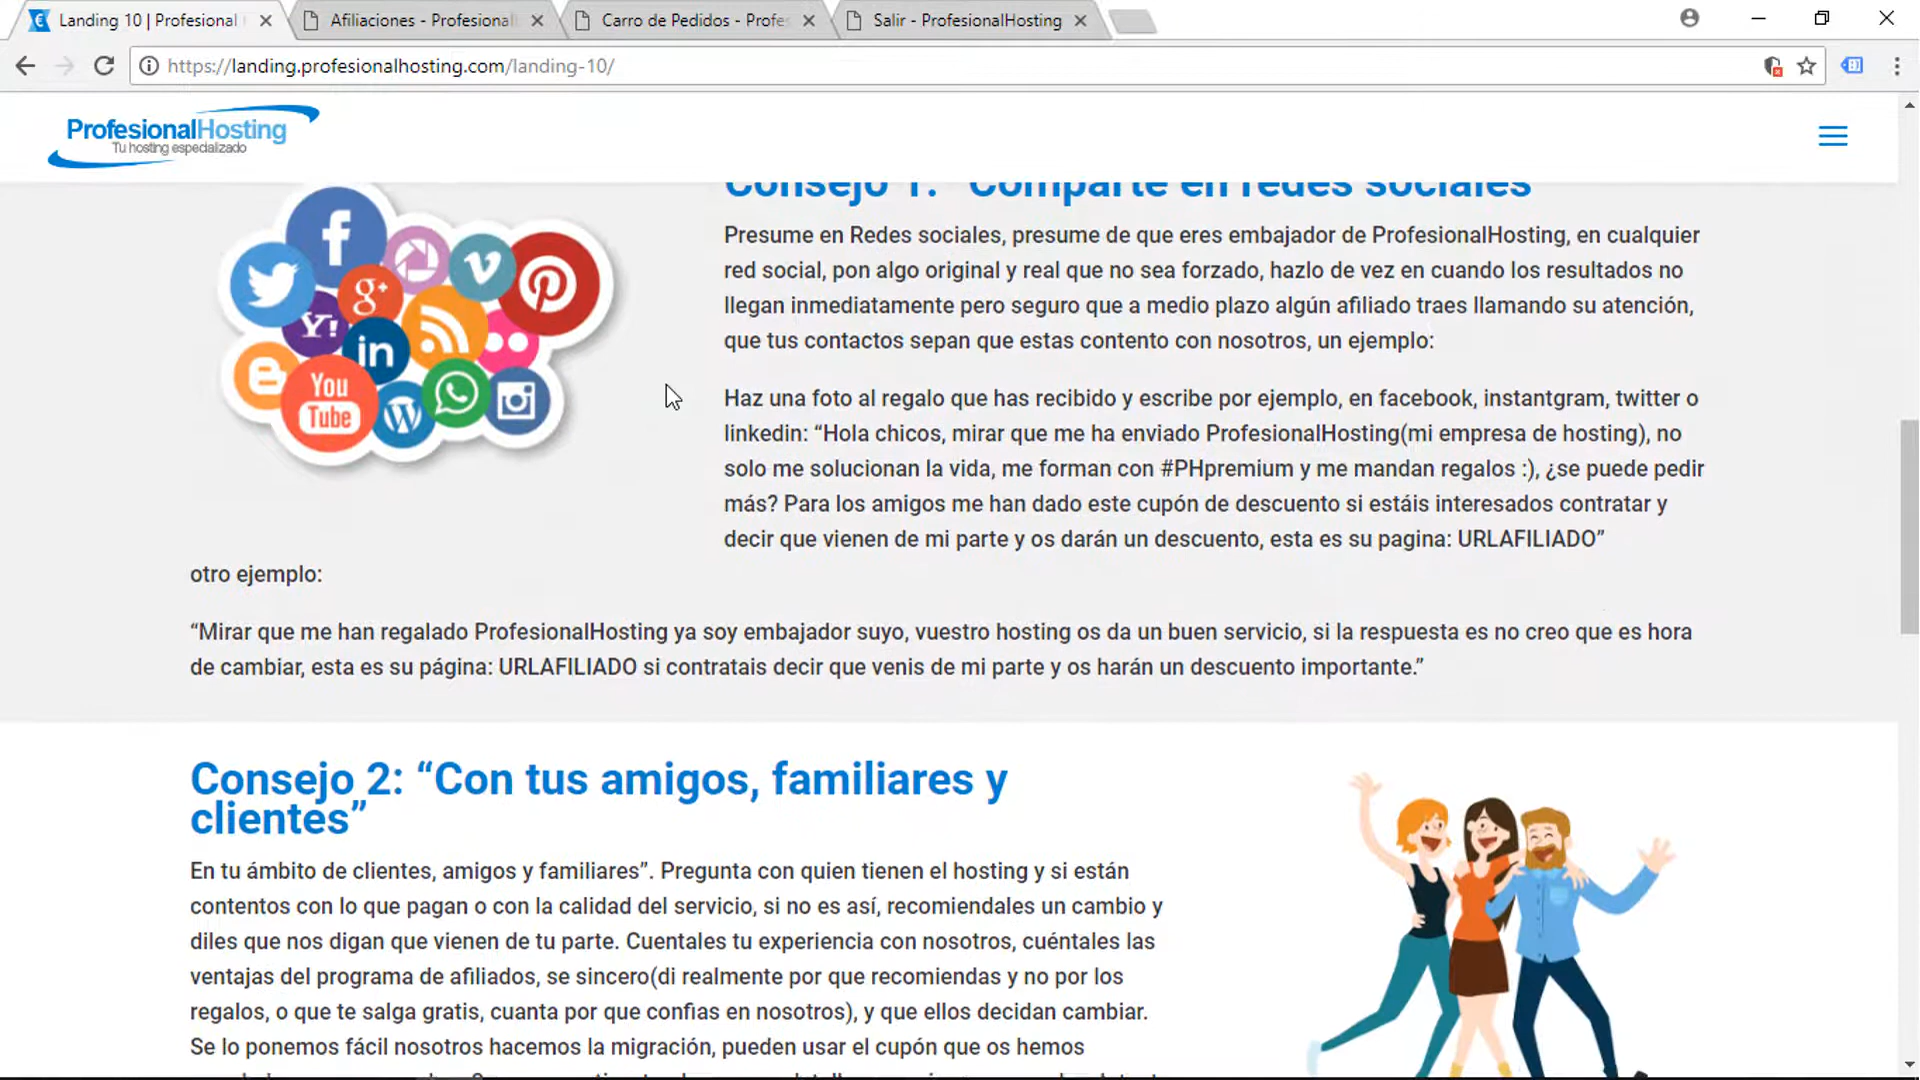 Landing 10 | Profesional
Afiliaciones - Profesional
Carro de Pedidos - Profes
Salir - ProfesionalHosting
https://landing.profesionalhosting.com/landing-10/
ProfesionalHosting
Tu hosting especializado
Consejo 1: “Comparte en redes sociales”
Presume en Redes sociales, presume de que eres embajador de ProfesionalHosting, en cualquier
red social, pon algo original y real que no sea forzado, hazlo de vez en cuando los resultados no
llegan inmediatamente pero seguro que a medio plazo algún afiliado traes llamando su atención,
que tus contactos sepan que estas contento con nosotros, un ejemplo:
Haz una foto al regalo que has recibido y escribe por ejemplo, en facebook, instantgram, twitter o
linkedin: “Hola chicos, mirar que me ha enviado ProfesionalHosting(mi empresa de hosting), no
solo me solucionan la vida, me forman con #PHpremium y me mandan regalos :), ¿se puede pedir
más? Para los amigos me han dado este cupón de descuento si estáis interesados contratar y
decir que vienen de mi parte y os darán un descuento, esta es su pagina: URLAFILIADO”
f
g+
Y!
in
You
Tube
otro ejemplo:
“Mirar que me han regalado ProfesionalHosting ya soy embajador suyo, vuestro hosting os da un buen servicio, si la respuesta es no creo que es hora
de cambiar, esta es su página: URLAFILIADO si contratais decir que venis de mi parte y os harán un descuento importante.”
Consejo 2: “Con tus amigos, familiares y
clientes”
En tu ámbito de clientes, amigos y familiares”. Pregunta con quien tienen el hosting y si están
contentos con lo que pagan o con la calidad del servicio, si no es así, recomiendales un cambio y
diles que nos digan que vienen de tu parte. Cuentales tu experiencia con nosotros, cuéntales las
ventajas del programa de afiliados, se sincero(di realmente por que recomiendas y no por los
regalos, o que te salga gratis, cuanta por que confias en nosotros), y que ellos decidan cambiar.
Se lo ponemos fácil nosotros hacemos la migración, pueden usar el cupón que os hemos